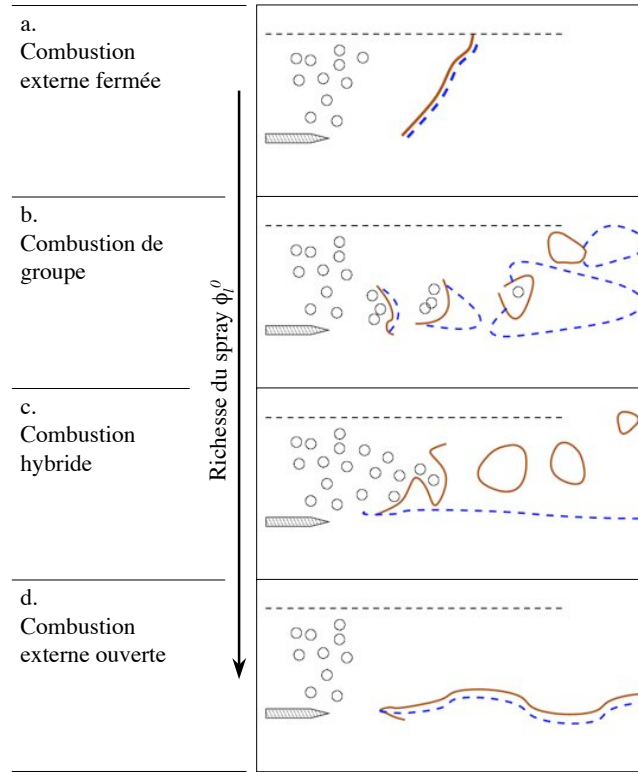 a.
Combustion
externe fermée
b.
Combustion de
groupe
c.
Combustion
hybride
d.
Combustion
externe ouverte
Richesse du spray ϕₗ⁰